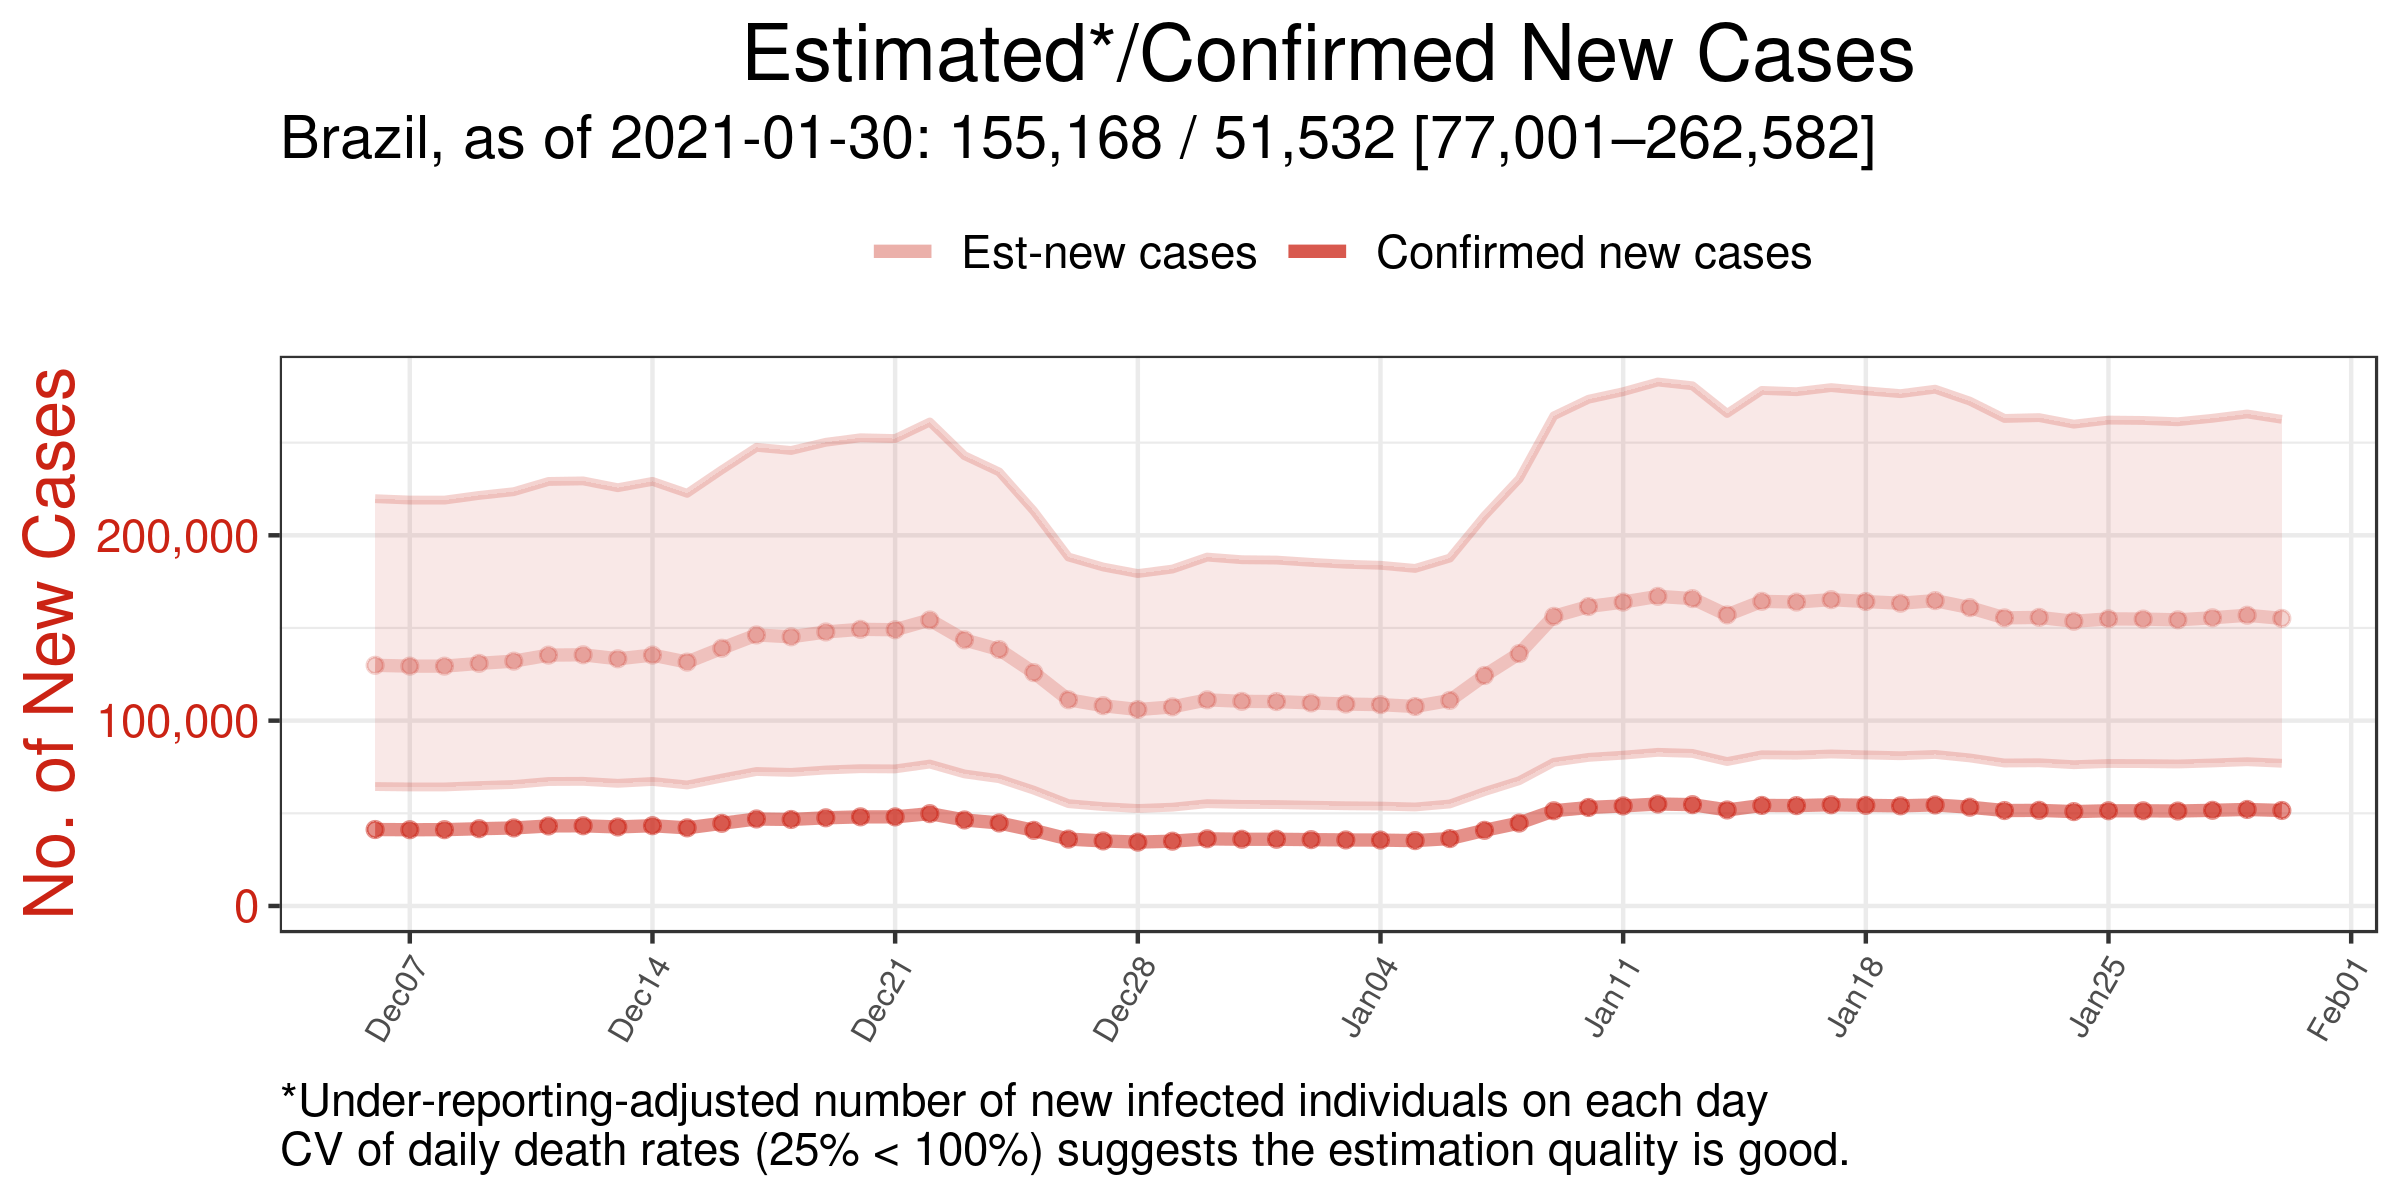 Estimated*/Confirmed New Cases
Brazil, as of 2021-01-30: 155,168 / 51,532 [77,001–262,582]
Est-new cases
Confirmed new cases
No. of New Cases
200,000
100,000
0
Dec07
Dec14
Dec21
Dec28
Jan04
Jan11
Jan18
Jan25
Feb01
*Under-reporting-adjusted number of new infected individuals on each day
CV of daily death rates (25% < 100%) suggests the estimation quality is good.